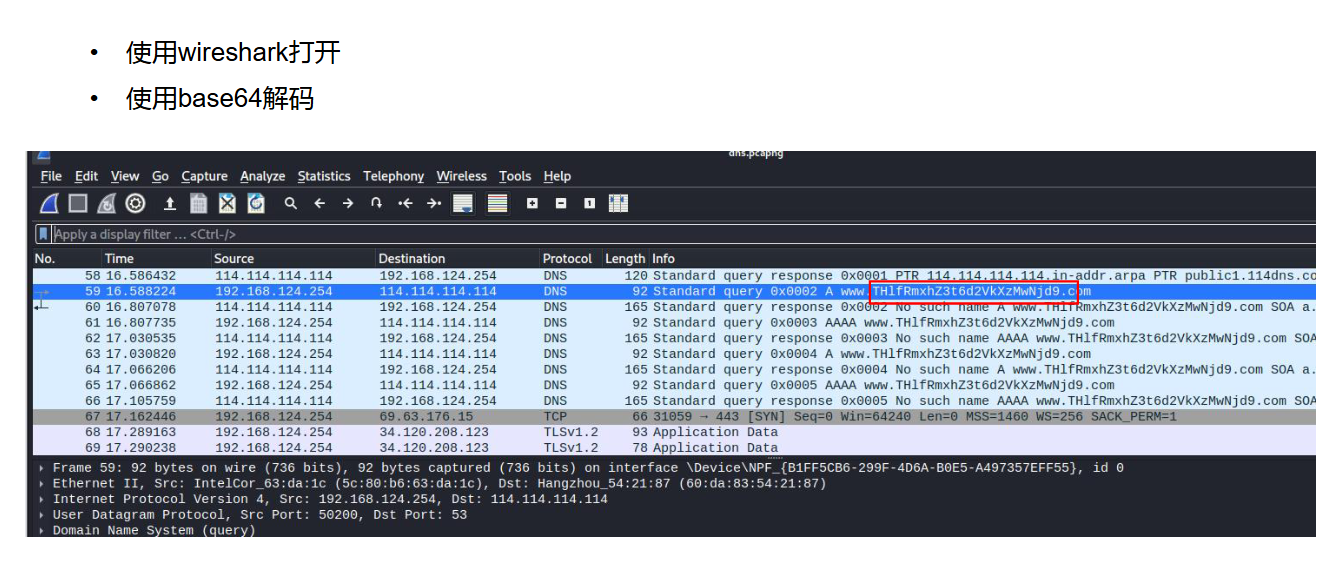 • 使用wireshark打开
• 使用base64解码
dns.pcapng
File Edit View Go Capture Analyze Statistics Telephony Wireless Tools Help
Apply a display filter … <Ctrl-/>
No. Time Source Destination Protocol Length Info
58 16.586432 114.114.114.114 192.168.124.254 DNS 120 Standard query response 0x0001 PTR 114.114.114.114.in-addr.arpa PTR public1.114dns.co
59 16.588224 192.168.124.254 114.114.114.114 DNS 92 Standard query 0x0002 A www.THlfRmxhZ3t6d2VkXzMwNjd9.com
60 16.807078 114.114.114.114 192.168.124.254 DNS 165 Standard query response 0x0002 No such name A www.THlfRmxhZ3t6d2VkXzMwNjd9.com SOA a.
61 16.807735 192.168.124.254 114.114.114.114 DNS 92 Standard query 0x0003 AAAA www.THlfRmxhZ3t6d2VkXzMwNjd9.com
62 17.030535 114.114.114.114 192.168.124.254 DNS 165 Standard query response 0x0003 No such name AAAA www.THlfRmxhZ3t6d2VkXzMwNjd9.com SOA
63 17.030820 192.168.124.254 114.114.114.114 DNS 92 Standard query 0x0004 A www.THlfRmxhZ3t6d2VkXzMwNjd9.com
64 17.066206 114.114.114.114 192.168.124.254 DNS 165 Standard query response 0x0004 No such name A www.THlfRmxhZ3t6d2VkXzMwNjd9.com SOA a.
65 17.066862 192.168.124.254 114.114.114.114 DNS 92 Standard query 0x0005 AAAA www.THlfRmxhZ3t6d2VkXzMwNjd9.com
66 17.105759 114.114.114.114 192.168.124.254 DNS 165 Standard query response 0x0005 No such name AAAA www.THlfRmxhZ3t6d2VkXzMwNjd9.com SOA
67 17.162446 192.168.124.254 69.63.176.15 TCP 66 31059 → 443 [SYN] Seq=0 Win=64240 Len=0 MSS=1460 WS=256 SACK_PERM=1
68 17.289163 192.168.124.254 34.120.208.123 TLSv1.2 93 Application Data
69 17.290238 192.168.124.254 34.120.208.123 TLSv1.2 78 Application Data
Frame 59: 92 bytes on wire (736 bits), 92 bytes captured (736 bits) on interface \Device\NPF_{B1FF5CB6-299F-4D6A-B0E5-A497357EFF55}, id 0
Ethernet II, Src: IntelCor_63:da:1c (5c:80:b6:63:da:1c), Dst: Hangzhou_54:21:87 (60:da:83:54:21:87)
Internet Protocol Version 4, Src: 192.168.124.254, Dst: 114.114.114.114
User Datagram Protocol, Src Port: 50200, Dst Port: 53
Domain Name System (query)